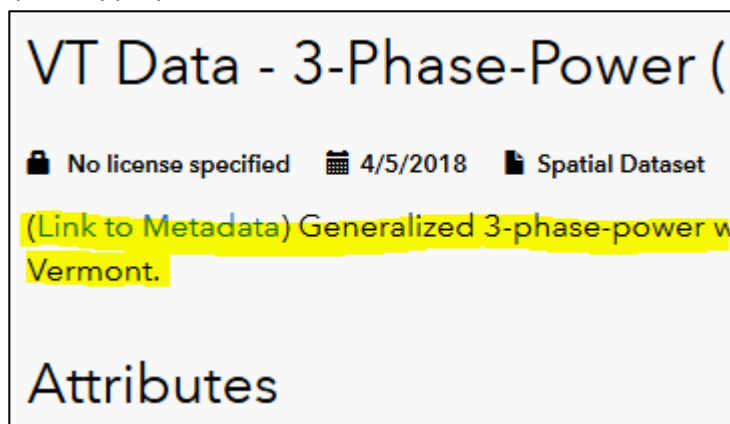 VT Data - 3-Phase-Power (
No license specified 4/5/2018 Spatial Dataset
(Link to Metadata) Generalized 3-phase-power
Vermont.
Attributes